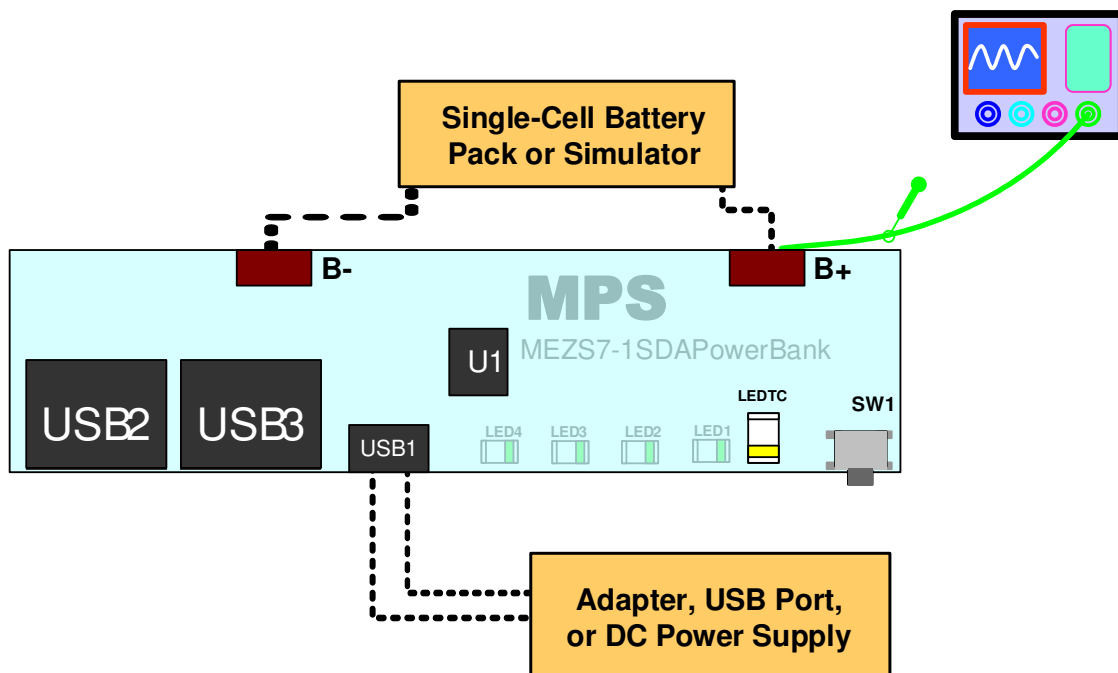 Single-Cell Battery
Pack or Simulator
B-
B+
MPS
MEZS7-1SDAPowerBank
U1
USB2
USB3
USB1
LED4
LED3
LED2
LED1
LEDTC
SW1
Adapter, USB Port,
or DC Power Supply